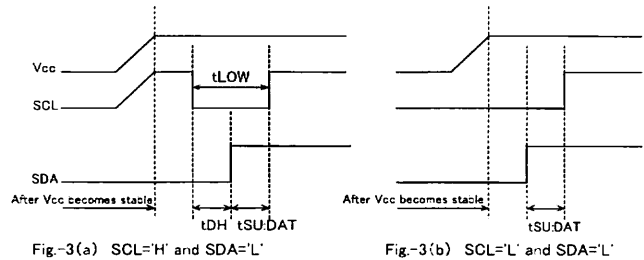 Vcc
tLOW
SCL
SDA
After Vcc becomes stable
tDH tSU:DAT
Fig.-3(a) SCL='H' and SDA='L'
After Vcc becomes stable
tSU:DAT
Fig.-3(b) SCL='L' and SDA='L'